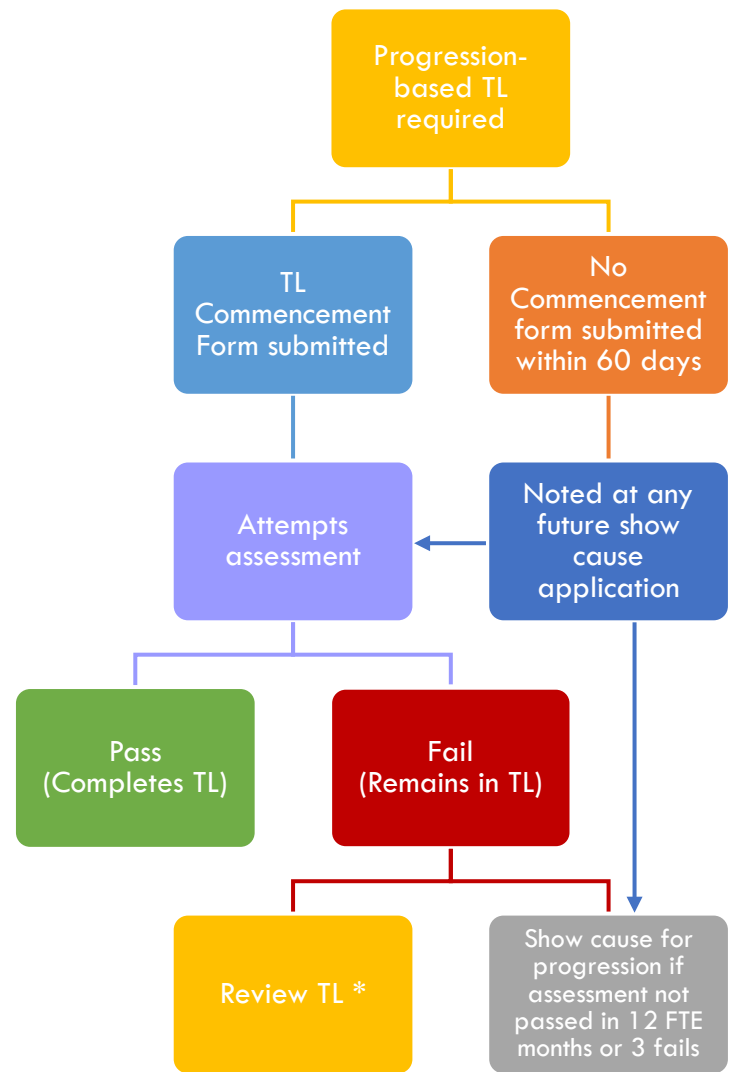 Progression-
based TL
required
TL
Commencement
Form submitted
No
Commencement
form submitted
within 60 days
Attempts
assessment
Noted at any
future show
cause
application
Pass
(Completes TL)
Fail
(Remains in TL)
Review TL *
Show cause for
progression if
assessment not
passed in 12 FTE
months or 3 fails